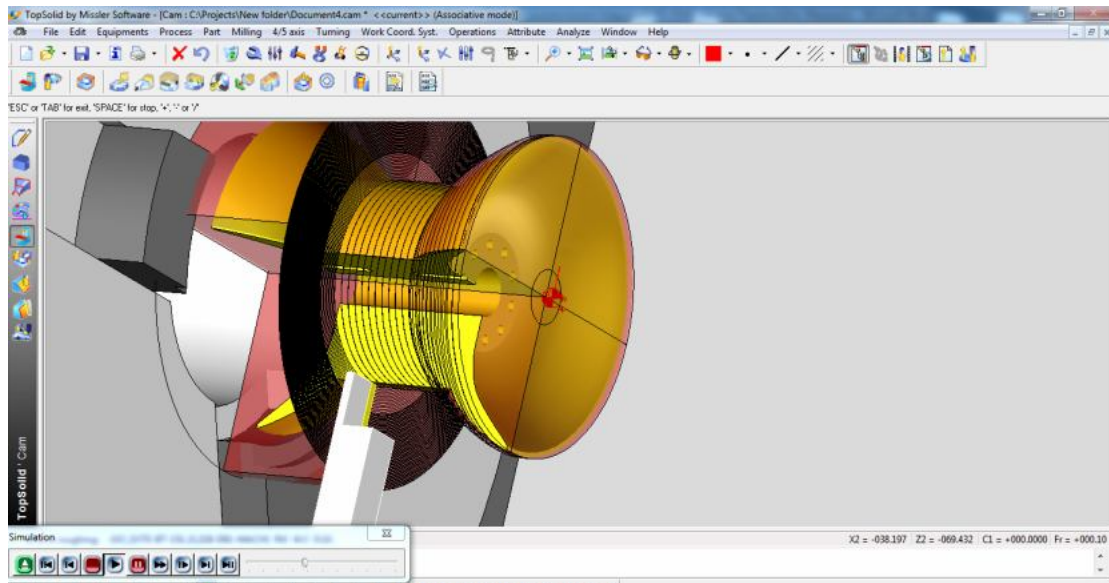 TopSolid by Missler Software - [Cam : C:\Projects\New folder\Document4.cam * <<current>> (Associative mode)]
File Edit Equipments Process Part Milling 4/5 axis Turning Work Coord. Syst. Operations Attribute Analyze Window Help
'ESC' or 'TAB' for exit, 'SPACE' for stop, '+', '-' or '/'
TopSolid'Cam
Simulation
X2 = -038.197 Z2 = -069.432 C1 = +000.0000 Fr = +000.10